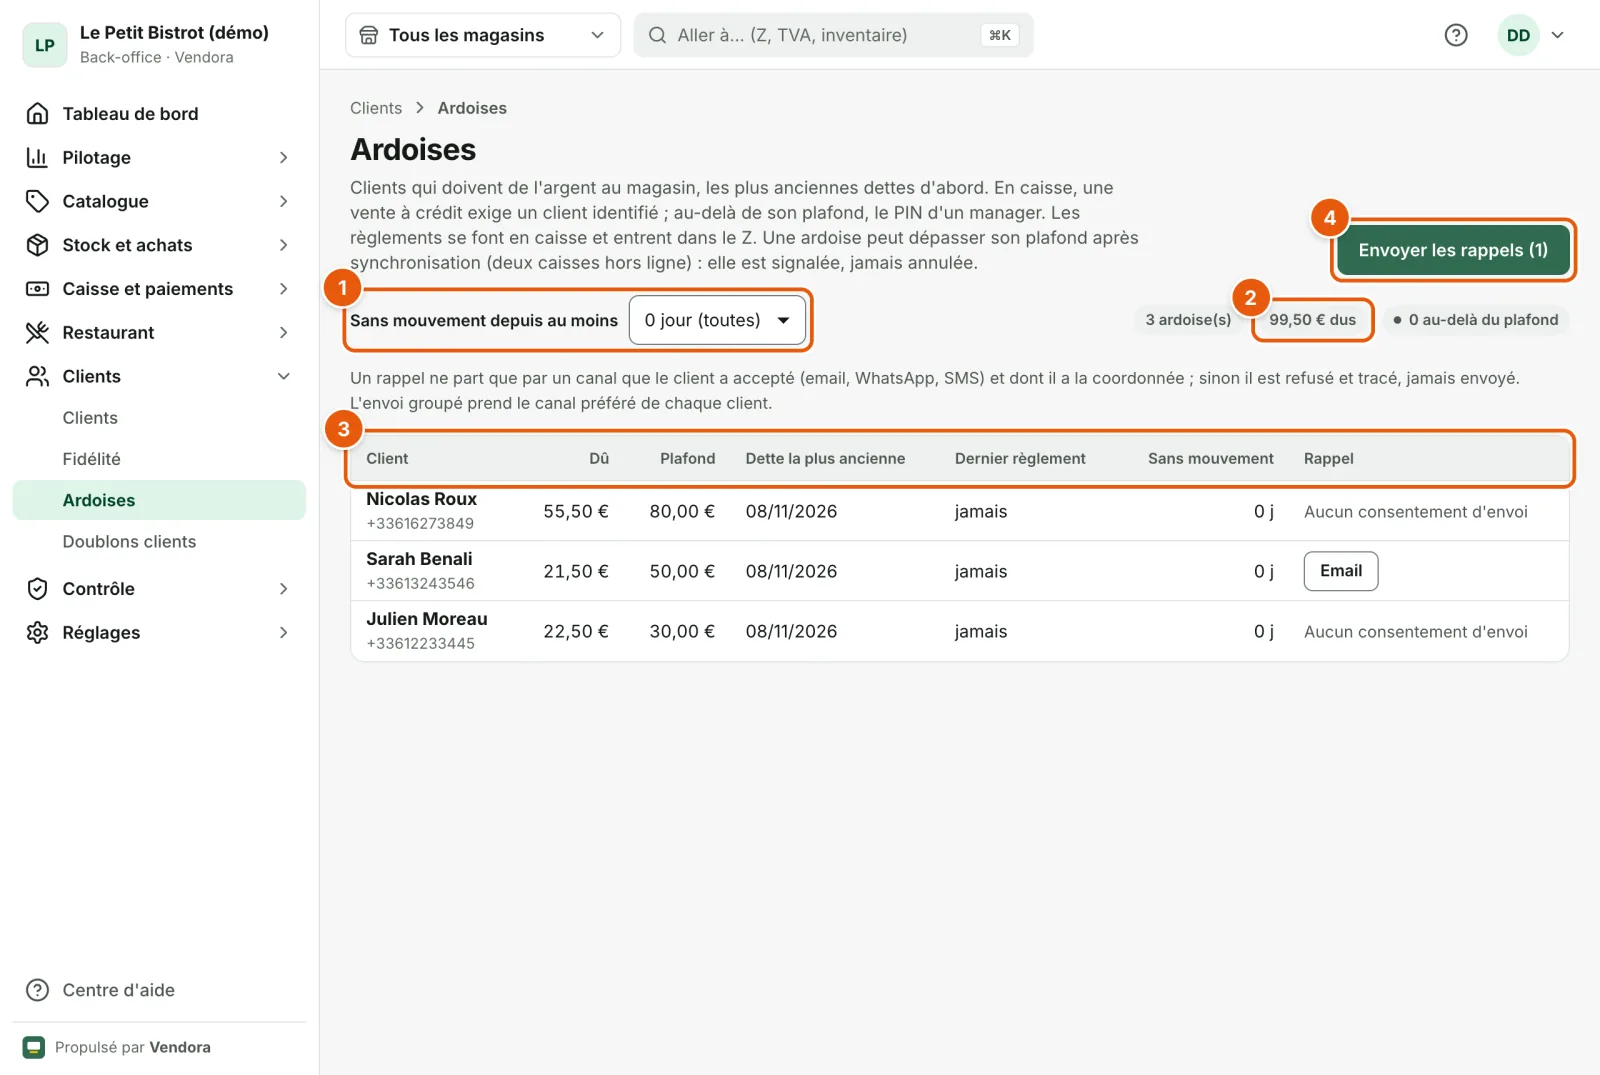 LP
Le Petit Bistrot (démo)
Back-office · Vendora
Tous les magasins
Aller à... (Z, TVA, inventaire)
⌘K
DD
Tableau de bord
Pilotage
Catalogue
Stock et achats
Caisse et paiements
Restaurant
Clients
Clients
Fidélité
Ardoises
Doublons clients
Contrôle
Réglages
Centre d'aide
Propulsé par Vendora
Clients > Ardoises
Ardoises
Clients qui doivent de l'argent au magasin, les plus anciennes dettes d'abord. En caisse, une
vente à crédit exige un client identifié ; au-delà de son plafond, le PIN d'un manager. Les
règlements se font en caisse et entrent dans le Z. Une ardoise peut dépasser son plafond après
synchronisation (deux caisses hors ligne) : elle est signalée, jamais annulée.
4
Envoyer les rappels (1)
1
Sans mouvement depuis au moins
0 jour (toutes)
3 ardoise(s)
2
99,50 € dus
0 au-delà du plafond
Un rappel ne part que par un canal que le client a accepté (email, WhatsApp, SMS) et dont il a la coordonnée ; sinon il est refusé et tracé, jamais envoyé.
L'envoi groupé prend le canal préféré de chaque client.
3
Client Dû Plafond Dette la plus ancienne Dernier règlement Sans mouvement Rappel
Nicolas Roux
+33616273849
55,50 € 80,00 € 08/11/2026 jamais 0 j Aucun consentement d'envoi
Sarah Benali
+33613243546
21,50 € 50,00 € 08/11/2026 jamais 0 j Email
Julien Moreau
+33612233445
22,50 € 30,00 € 08/11/2026 jamais 0 j Aucun consentement d'envoi